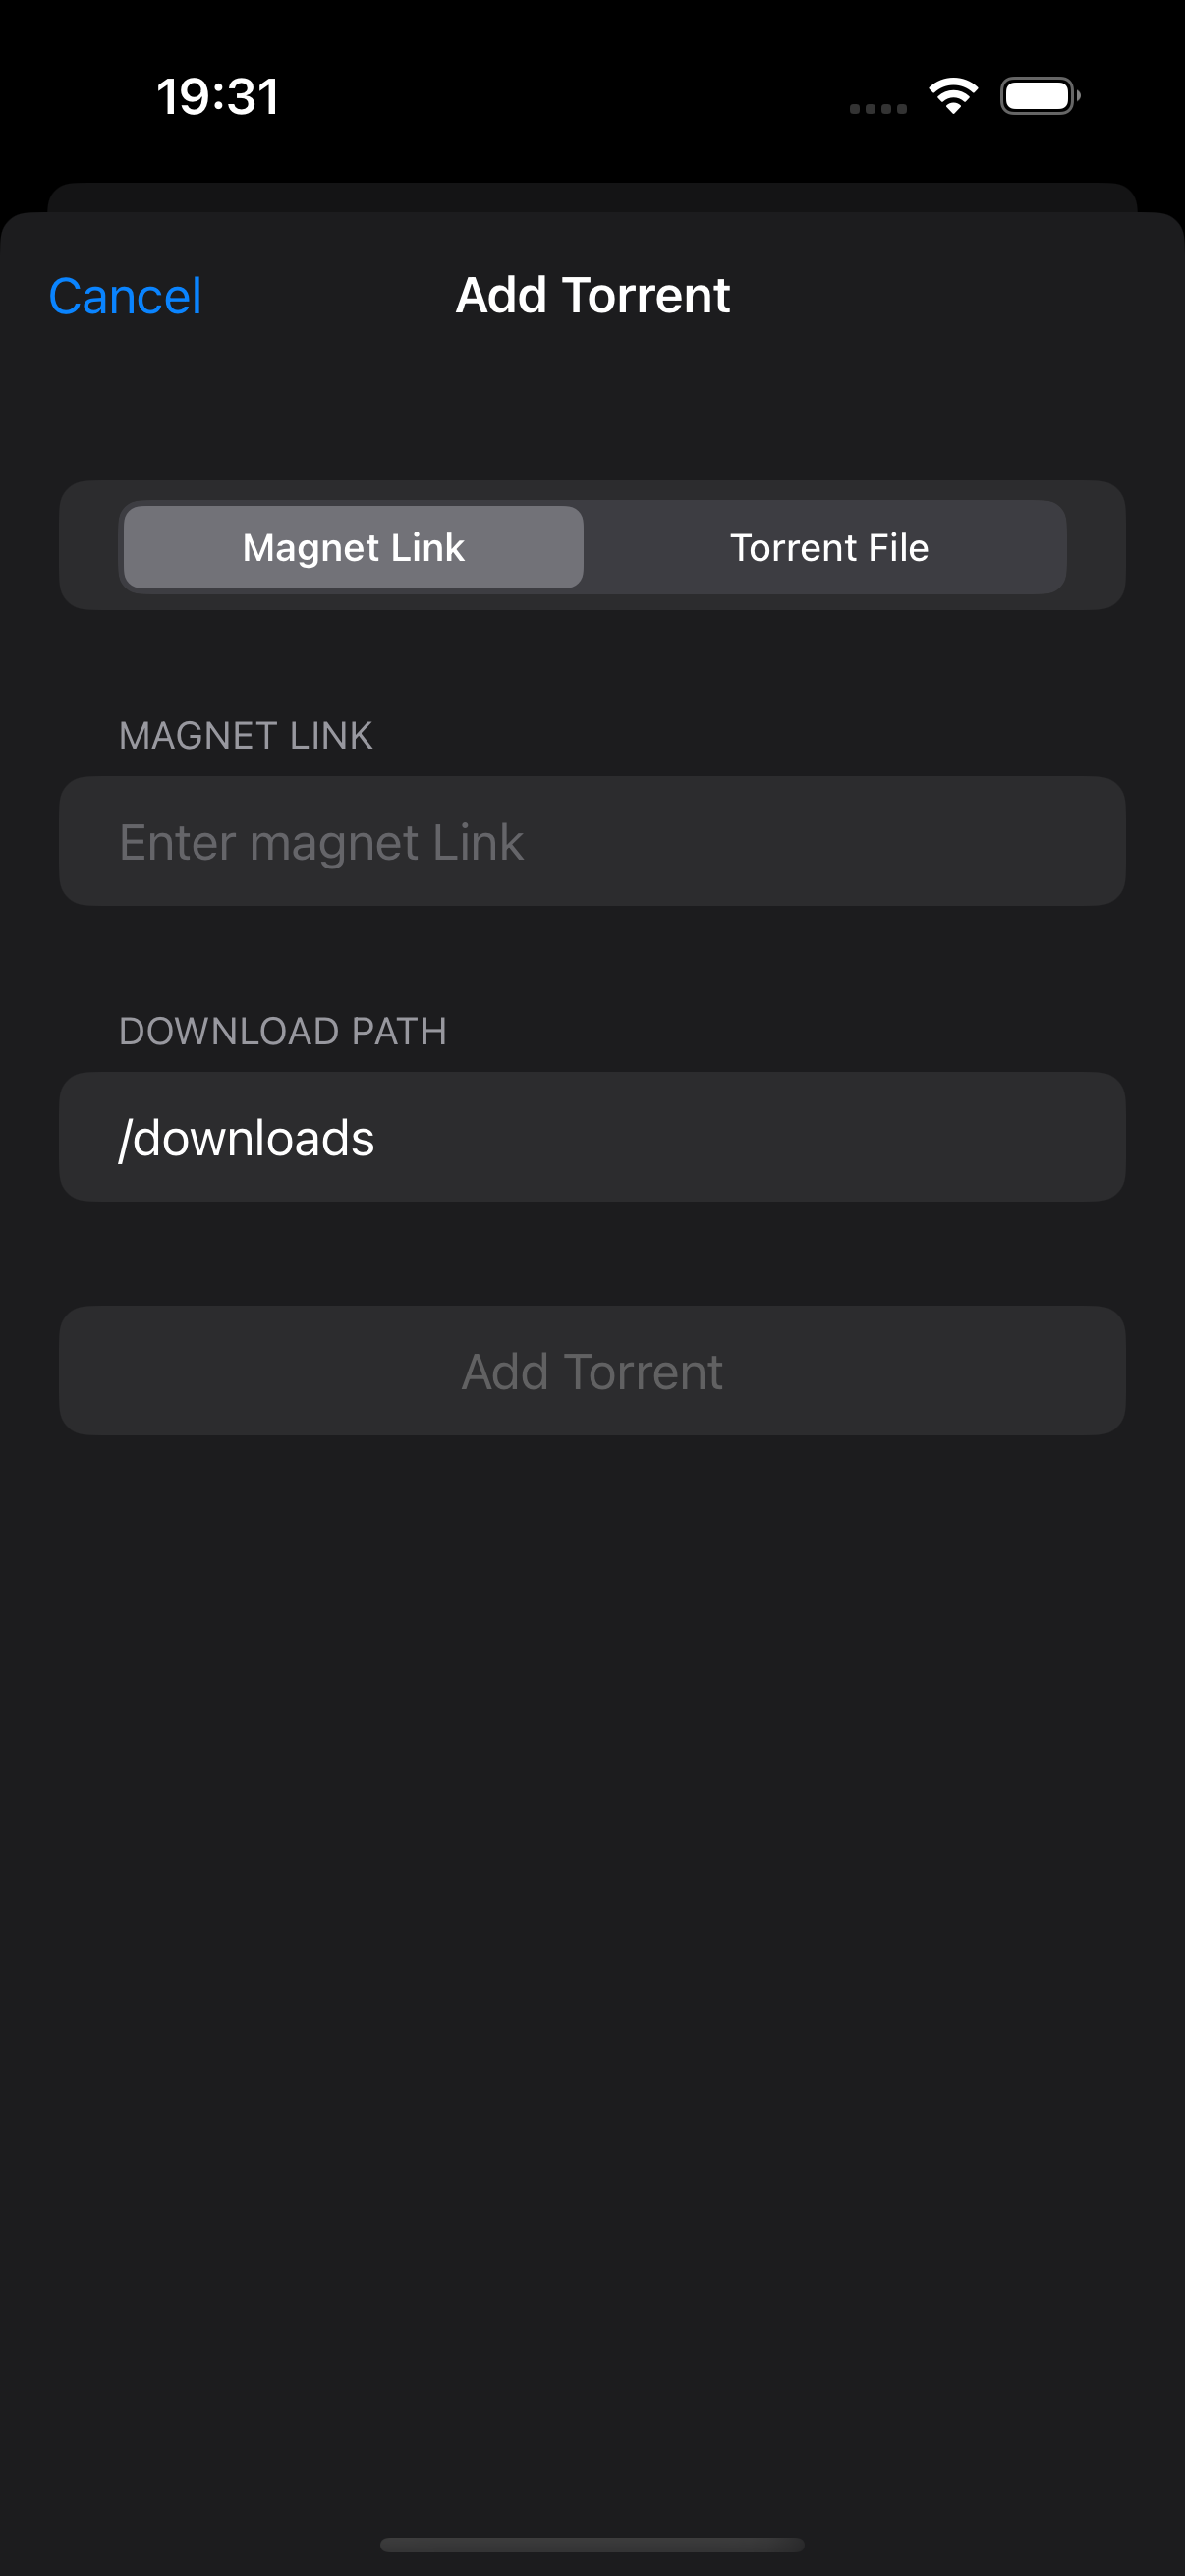 19:31
Cancel
Add Torrent
Magnet Link
Torrent File
MAGNET LINK
Enter magnet Link
DOWNLOAD PATH
/downloads
Add Torrent